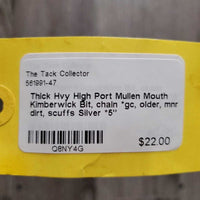 The Tack Collector
561991-47
Thick Hvy High Port Mullen Mouth
Kimberwick Bit, chain *gc, older, mnr
dirt, scuffs Silver *5"
Q8NY4G
$22.00